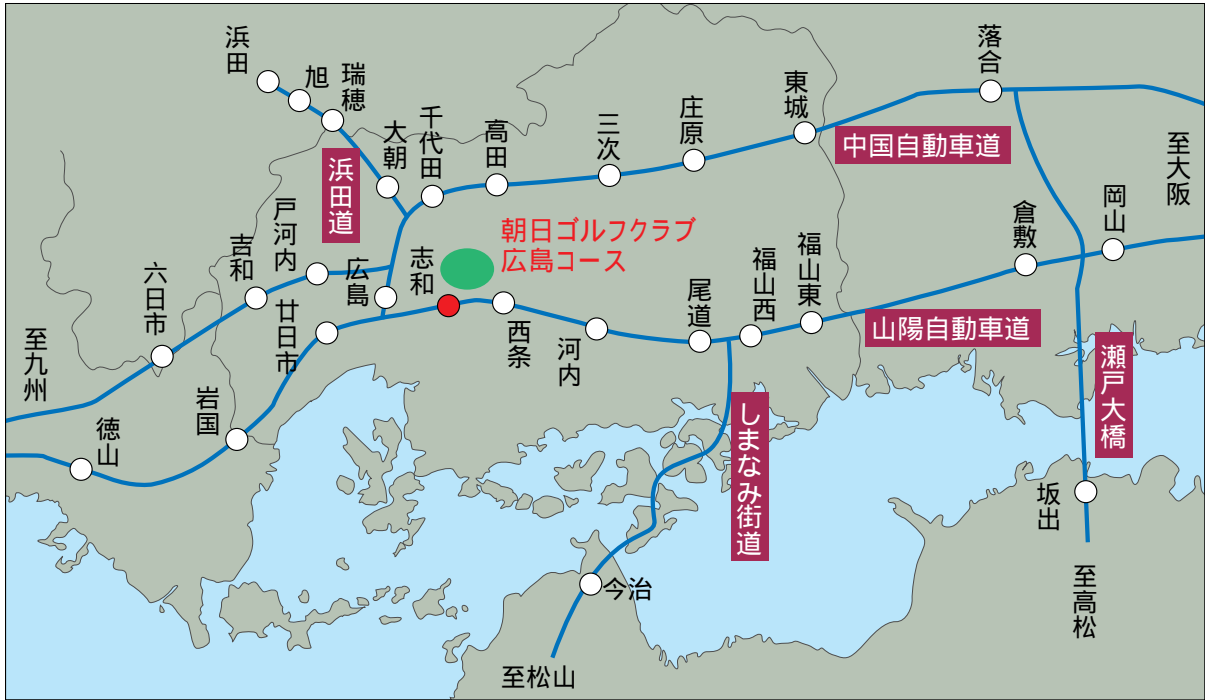 浜田
旭
瑞穂
大朝
千代田
高田
三次
庄原
東城
落合
中国自動車道
至大阪
浜田道
戸河内
吉和
六日市
至九州
広島
志和
朝日ゴルフクラブ
広島コース
廿日市
西条
河内
尾道
福山西
福山東
倉敷
岡山
山陽自動車道
岩国
徳山
しまなみ街道
瀬戸大橋
坂出
至高松
今治
至松山